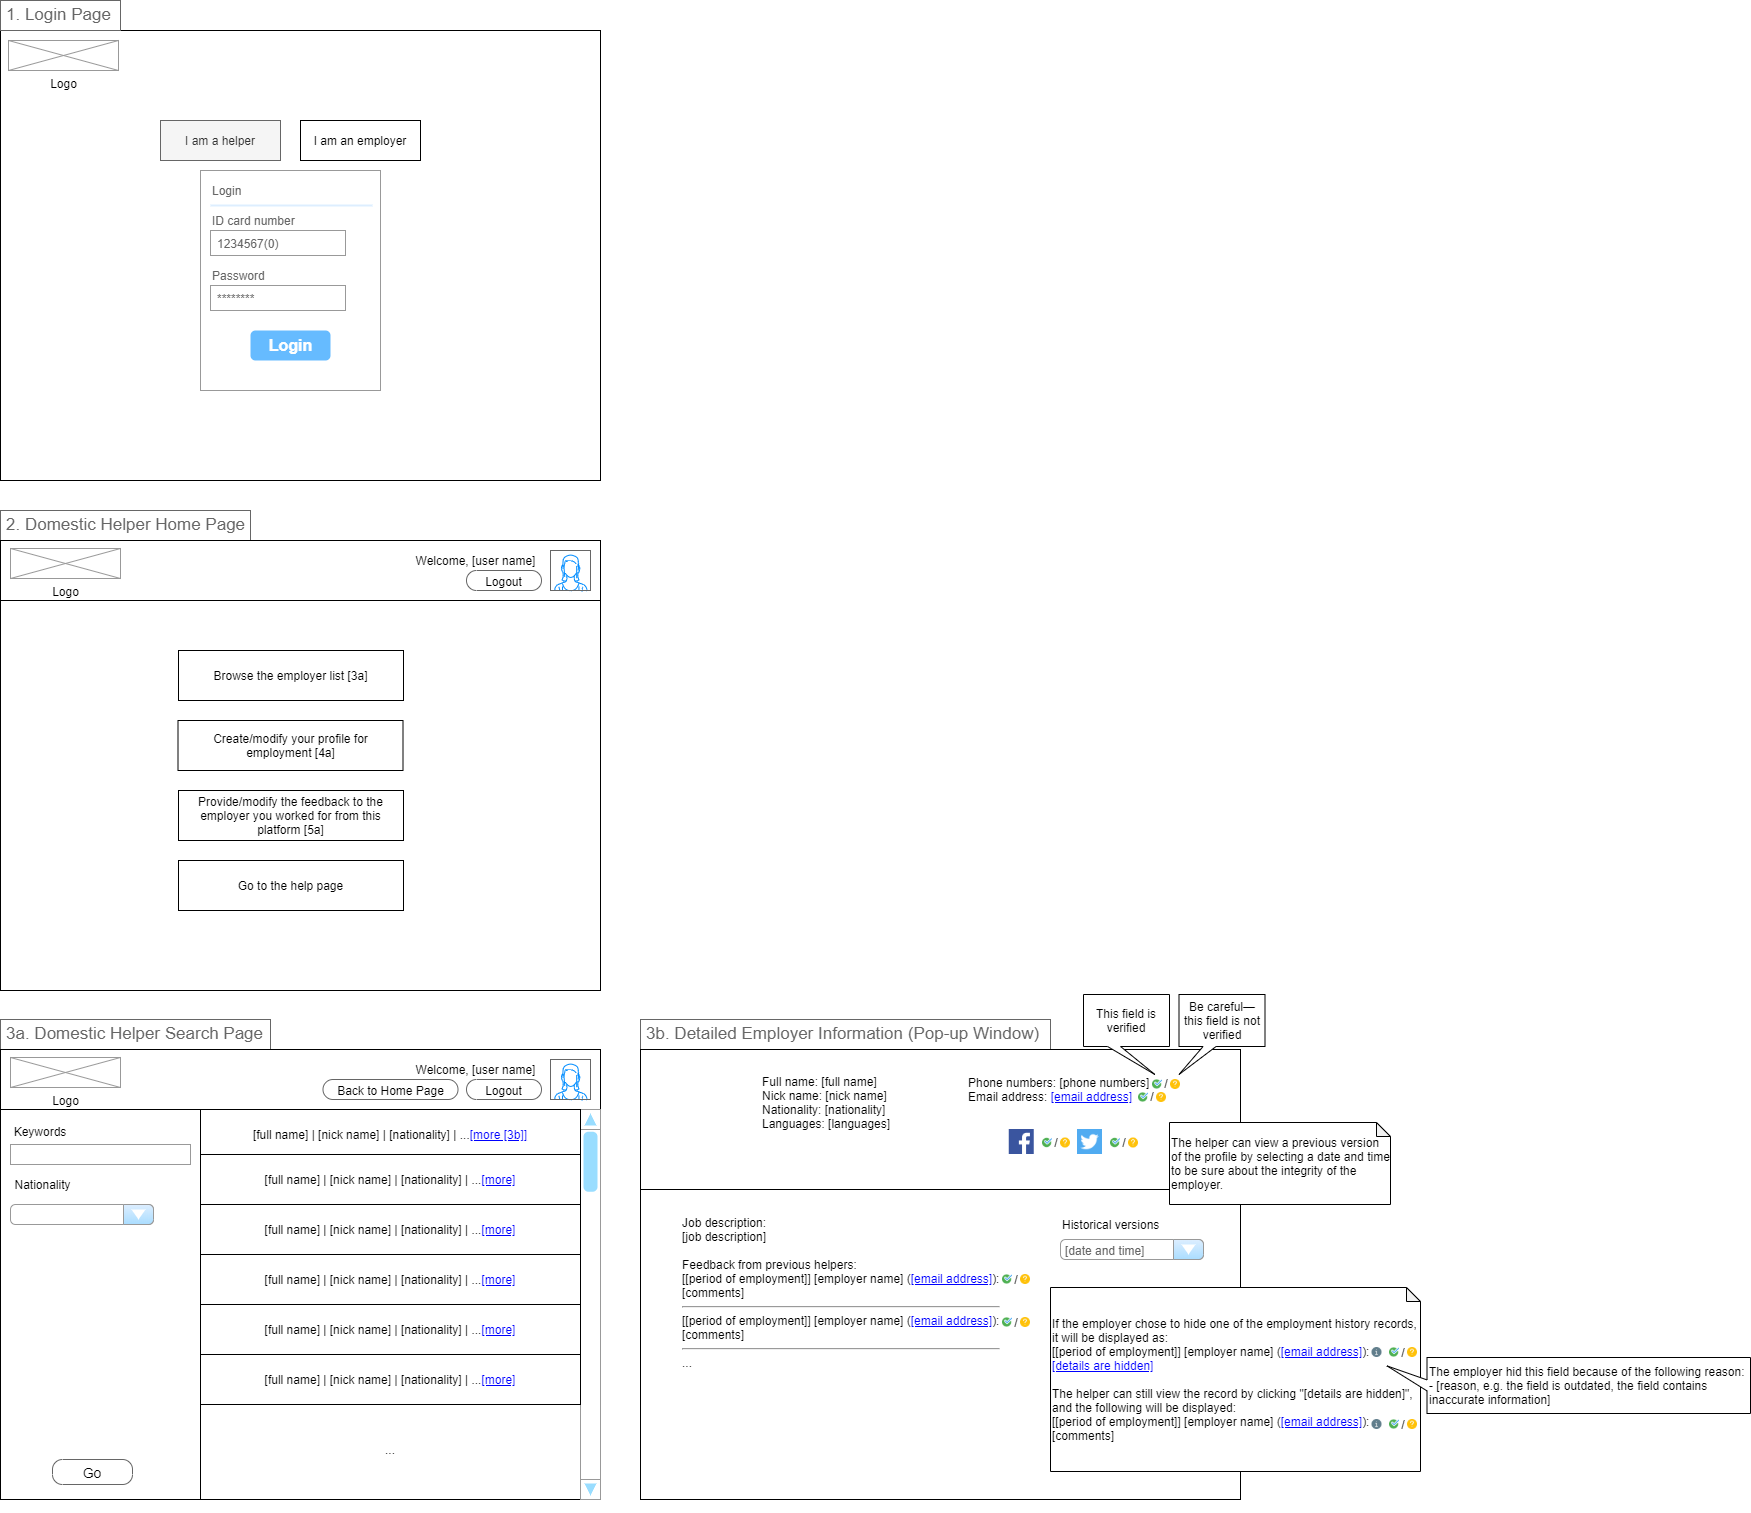 1. Login Page
Logo
I am a helper
I am an employer
Login
ID card number
1234567(0)
Password
********
Login
2. Domestic Helper Home Page
Logo
Welcome, [user name]
Logout
Browse the employer list [3a]
Create/modify your profile for
employment [4a]
Provide/modify the feedback to the
employer you worked for from this
platform [5a]
Go to the help page
3a. Domestic Helper Search Page
Logo
Welcome, [user name]
Back to Home Page
Logout
Keywords
Nationality
Go
[full name] | [nick name] | [nationality] | ...[more [3b]]
[full name] | [nick name] | [nationality] | ...[more]
[full name] | [nick name] | [nationality] | ...[more]
[full name] | [nick name] | [nationality] | ...[more]
[full name] | [nick name] | [nationality] | ...[more]
[full name] | [nick name] | [nationality] | ...[more]
...
3b. Detailed Employer Information (Pop-up Window)
This field is
verified
Be careful—
this field is not
verified
Full name: [full name]
Nick name: [nick name]
Nationality: [nationality]
Languages: [languages]
Phone numbers: [phone numbers] /
Email address: [email address] /
/ /
The helper can view a previous version
of the profile by selecting a date and time
to be sure about the integrity of the
employer.
Job description:
[job description]
Feedback from previous helpers:
[[period of employment]] [employer name] ([email address]): /
[comments]
[[period of employment]] [employer name] ([email address]): /
[comments]
...
Historical versions
[date and time]
If the employer chose to hide one of the employment history records,
it will be displayed as:
[[period of employment]] [employer name] ([email address]): /
[details are hidden]
The helper can still view the record by clicking "[details are hidden]",
and the following will be displayed:
[[period of employment]] [employer name] ([email address]): /
[comments]
The employer hid this field because of the following reason:
- [reason, e.g. the field is outdated, the field contains
inaccurate information]